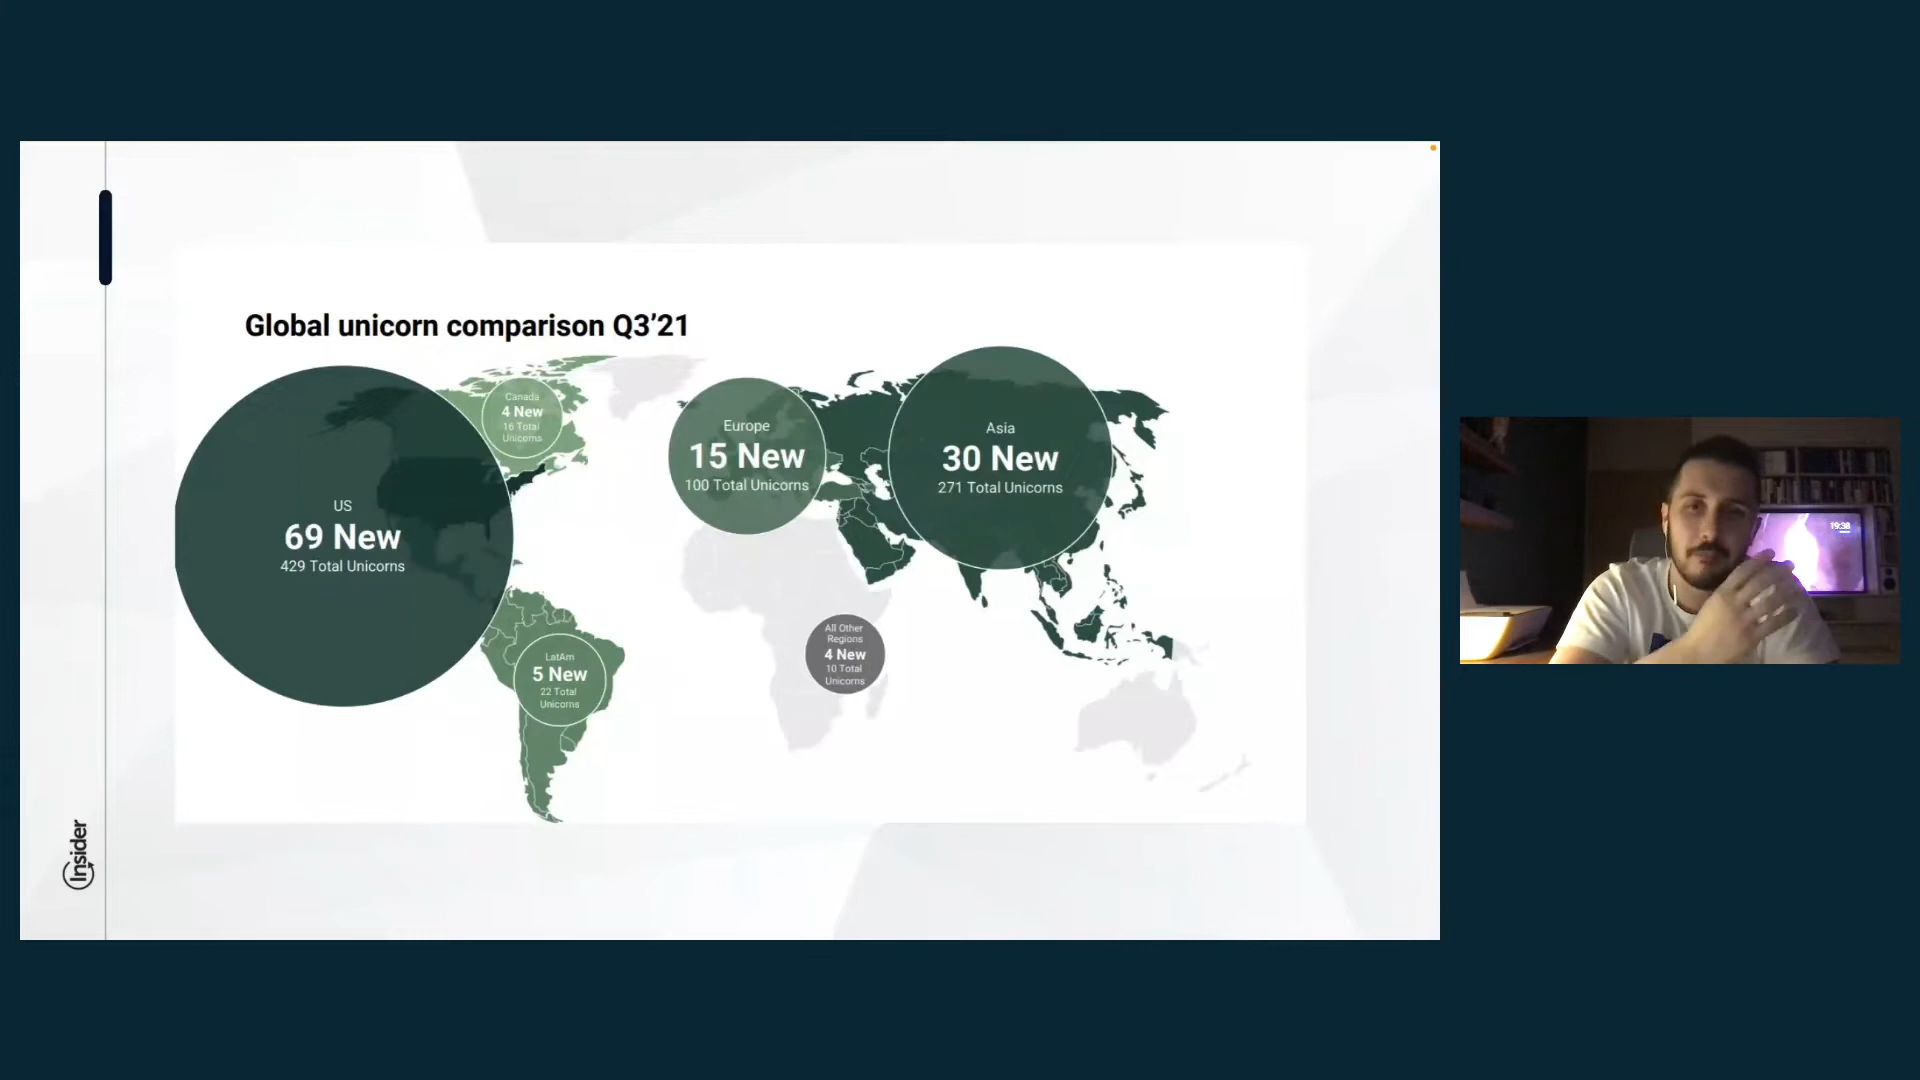 Global unicorn comparison Q3’21
Canada
4 New
16 Total
Unicorns
Europe
15 New
100 Total Unicorns
Asia
30 New
271 Total Unicorns
US
69 New
429 Total Unicorns
LatAm
5 New
22 Total
Unicorns
All Other
Regions
4 New
10 Total
Unicorns
Insider
19:38